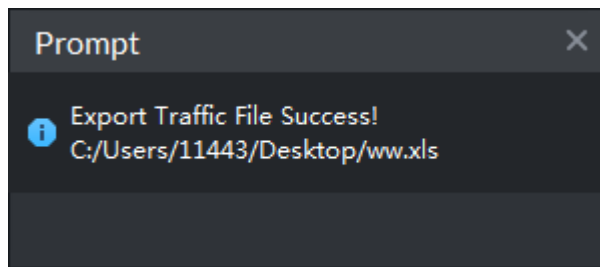 Prompt
Export Traffic File Success!
C:/Users/11443/Desktop/ww.xls